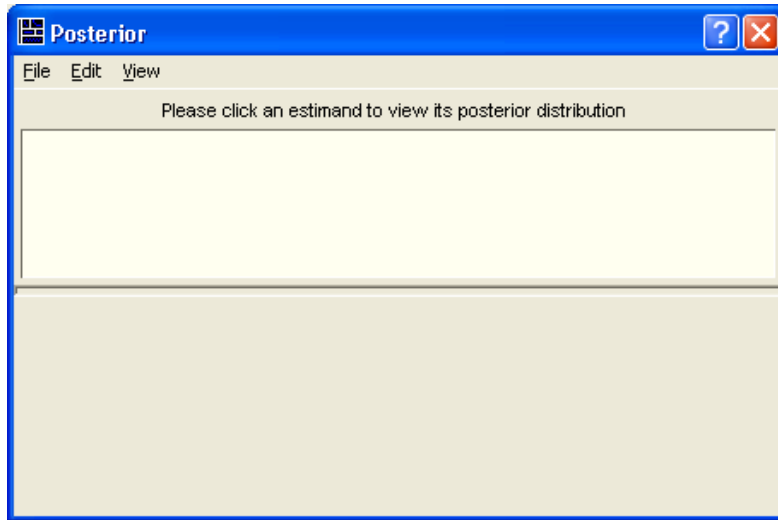 Posterior
File Edit View
Please click an estimand to view its posterior distribution